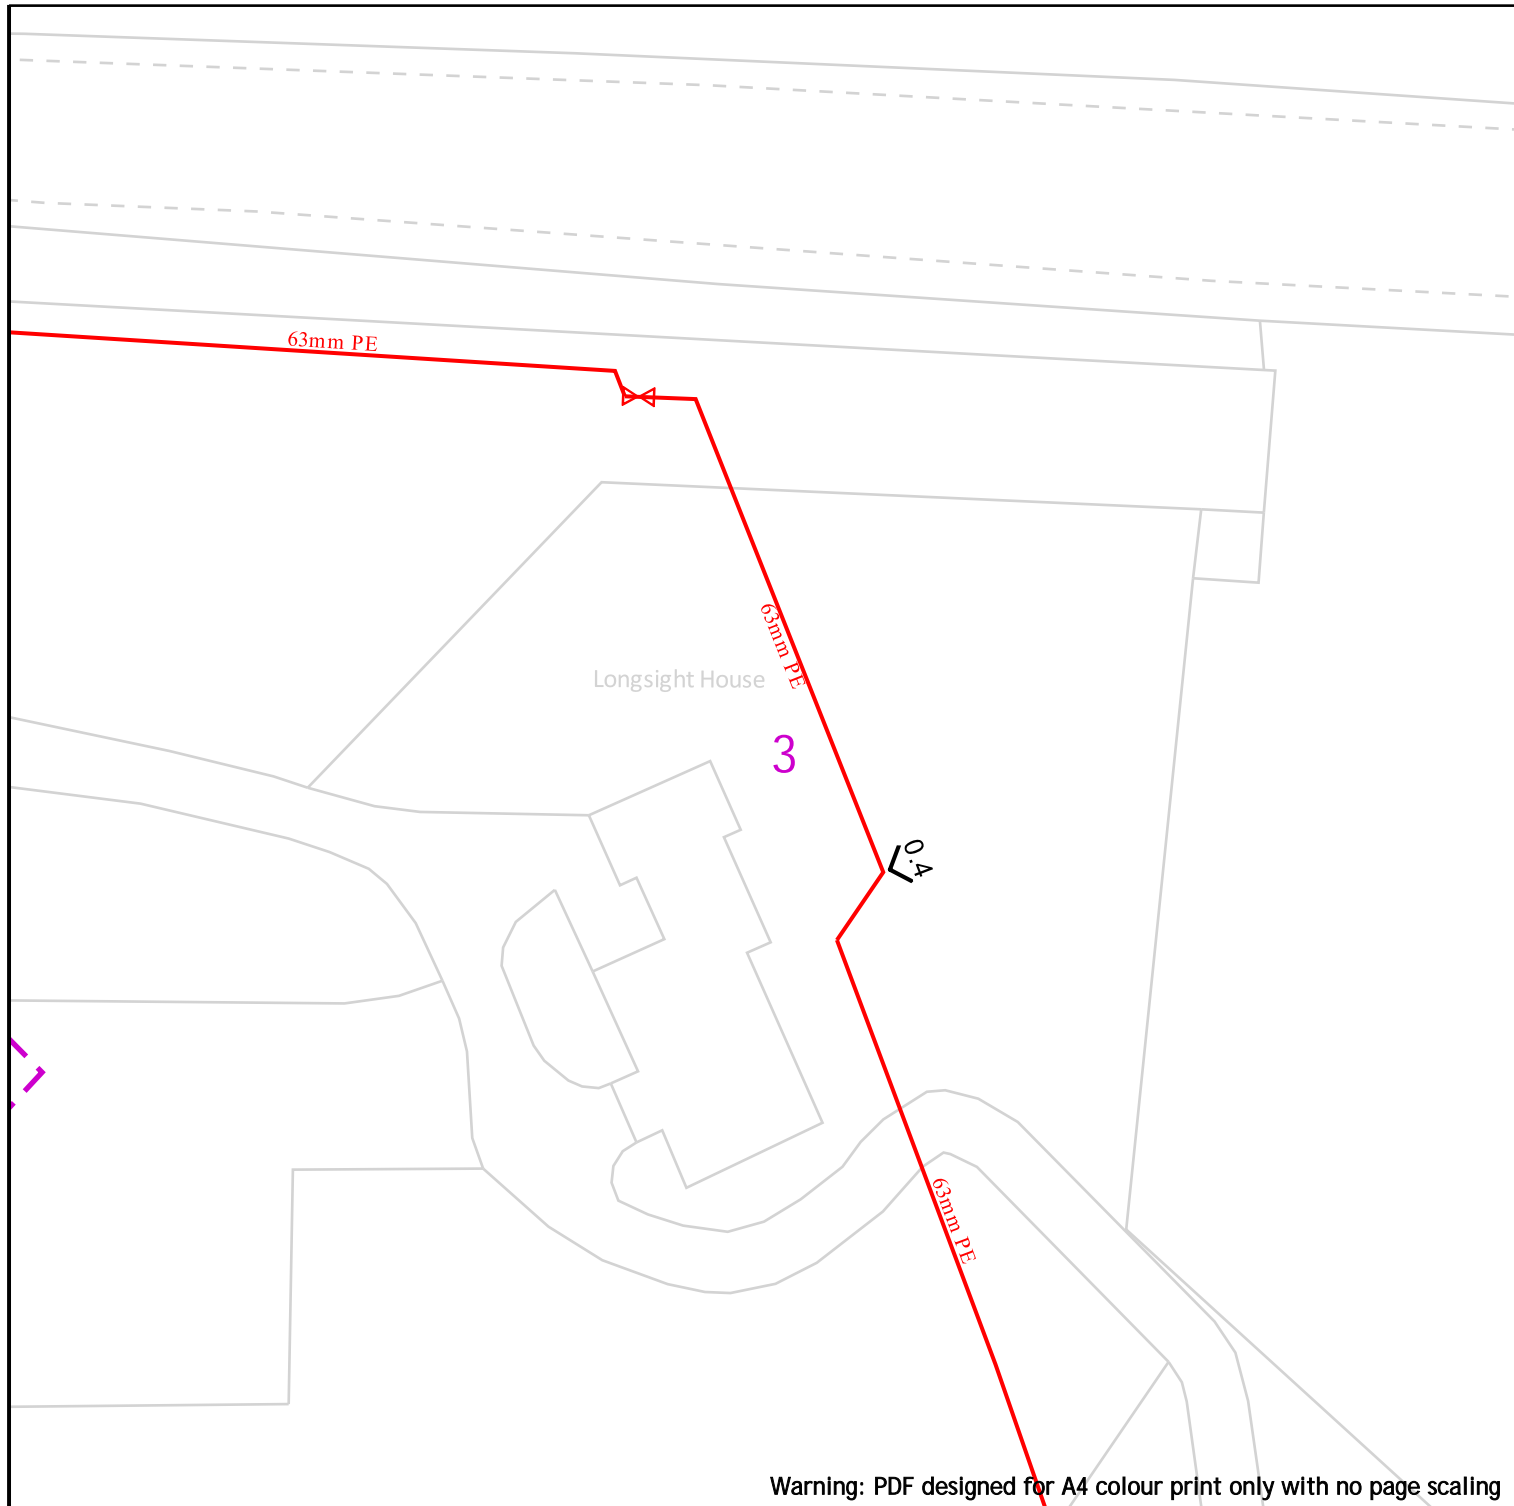 63mm PE
63mm PE
Longsight House
3
0.4
63mm PE
Warning: PDF designed for A4 colour print only with no page scaling